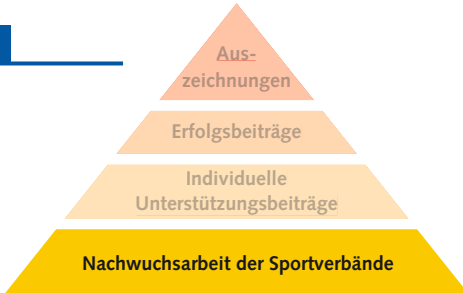 Aus-
zeichnungen
Erfolgsbeiträge
Individuelle
Unterstützungsbeiträge
Nachwuchsarbeit der Sportverbände